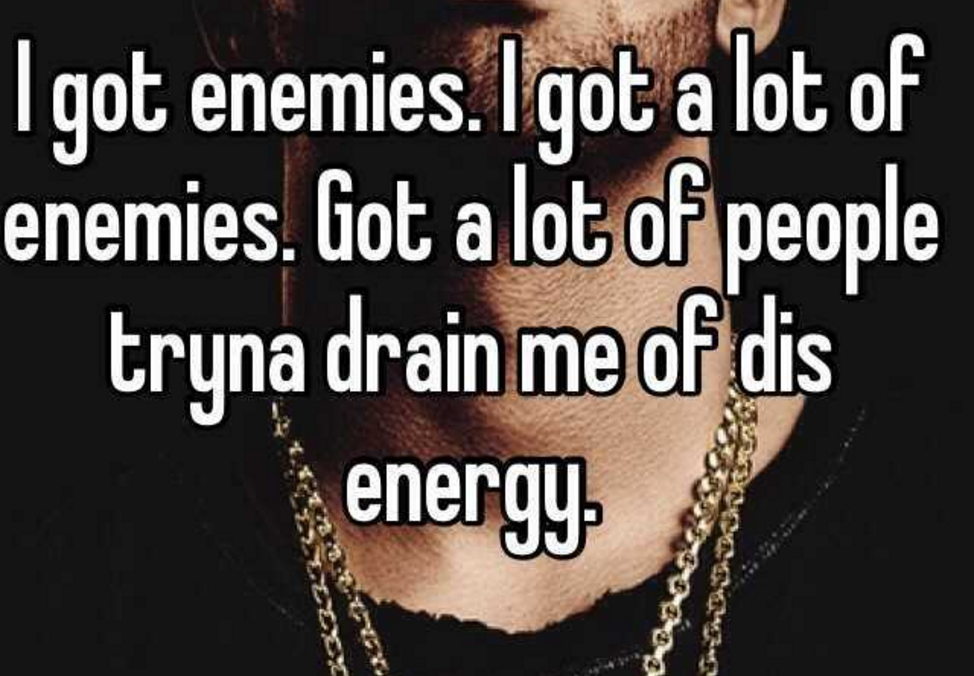 I got enemies. I got a lot of
enemies. Got a lot of people
tryna drain me of dis
energy.